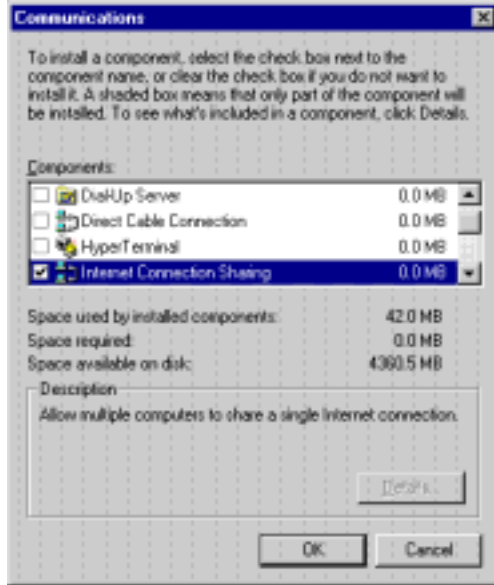 Communications
To install a component, select the check box next to the
component name, or clear the check box if you do not want to
install it. A shaded box means that only part of the component will
be installed. To see what's included in a component, click Details.
Components:
Dial-Up Server 0.0 MB
Direct Cable Connection 0.0 MB
HyperTerminal 0.0 MB
Internet Connection Sharing 0.0 MB
Space used by installed components: 42.0 MB
Space required: 0.0 MB
Space available on disk: 4360.5 MB
Description
Allow multiple computers to share a single Internet connection.
Details...
OK Cancel